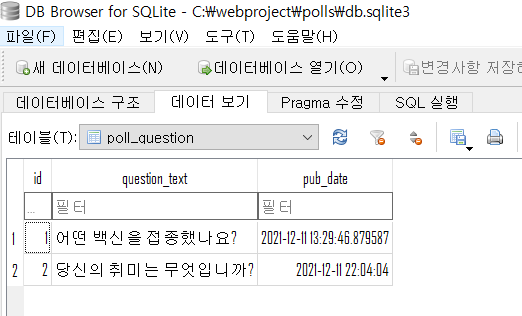 DB Browser for SQLite - C:₩webproject₩polls₩db.sqlite3
파일(F) 편집(E) 보기(V) 도구(T) 도움말(H)
새 데이터베이스(N) 데이터베이스 열기(O) 변경사항 저장하
데이터베이스 구조 데이터 보기 Pragma 수정 SQL 실행
테이블(T): poll_question
id question_text pub_date
... 필터 필터
1 1 어떤 백신을 접종했나요? 2021-12-11 13:29:46.879587
2 2 당신의 취미는 무엇입니까? 2021-12-11 22:04:04